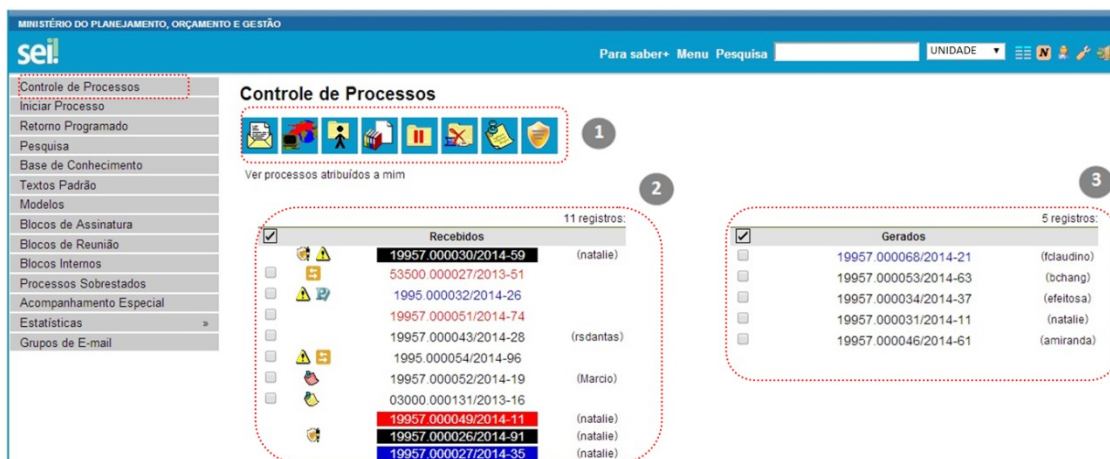 MINISTÉRIO DO PLANEJAMENTO, ORÇAMENTO E GESTÃO
sei!
Para saber+ Menu Pesquisa UNIDADE
N
Controle de Processos
Iniciar Processo
Retorno Programado
Pesquisa
Base de Conhecimento
Textos Padrão
Modelos
Blocos de Assinatura
Blocos de Reunião
Blocos Internos
Processos Sobrestados
Acompanhamento Especial
Estatísticas »
Grupos de E-mail
Controle de Processos
1
Ver processos atribuídos a mim
2
11 registros:
Recebidos
19957.000030/2014-59 (natalie)
53500.000027/2013-51
1995.000032/2014-26
19957.000051/2014-74
19957.000043/2014-28 (rsdantas)
1995.000054/2014-96
19957.000052/2014-19 (Marcio)
03000.000131/2013-16
19957.000049/2014-11 (natalie)
19957.000026/2014-91 (natalie)
19957.000027/2014-35 (natalie)
3
5 registros:
Gerados
19957.000068/2014-21 (fclaudino)
19957.000053/2014-63 (bchang)
19957.000034/2014-37 (efeitosa)
19957.000031/2014-11 (natalie)
19957.000046/2014-61 (amiranda)